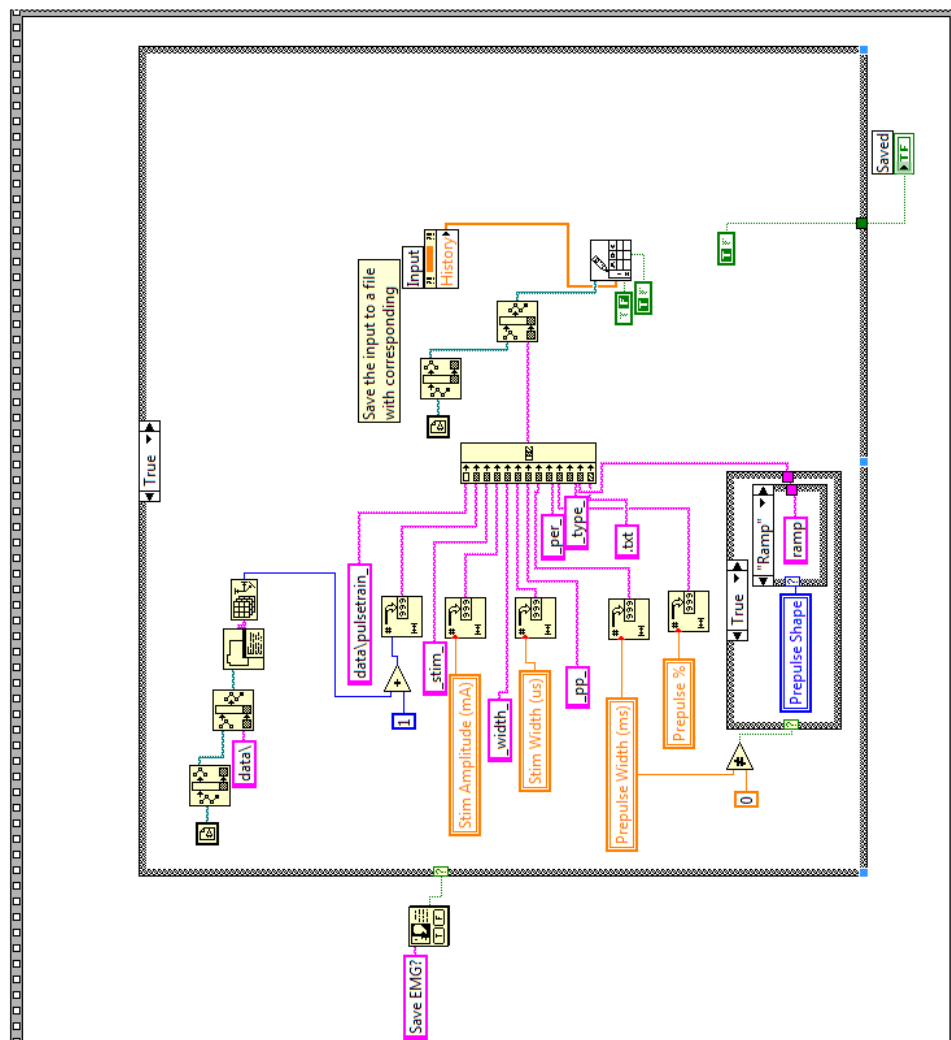 Save EMG?
True
data\
1
data\pulsetrain_
_stim_
Stim Amplitude (mA)
_width_
Stim Width (us)
_pp_
Prepulse Width (ms)
_per_
Prepulse %
_type_
.txt
0
True
"Ramp"
ramp
Prepulse Shape
Save the input to a file
with corresponding
Input
History
T
F
T
T
Saved
TF